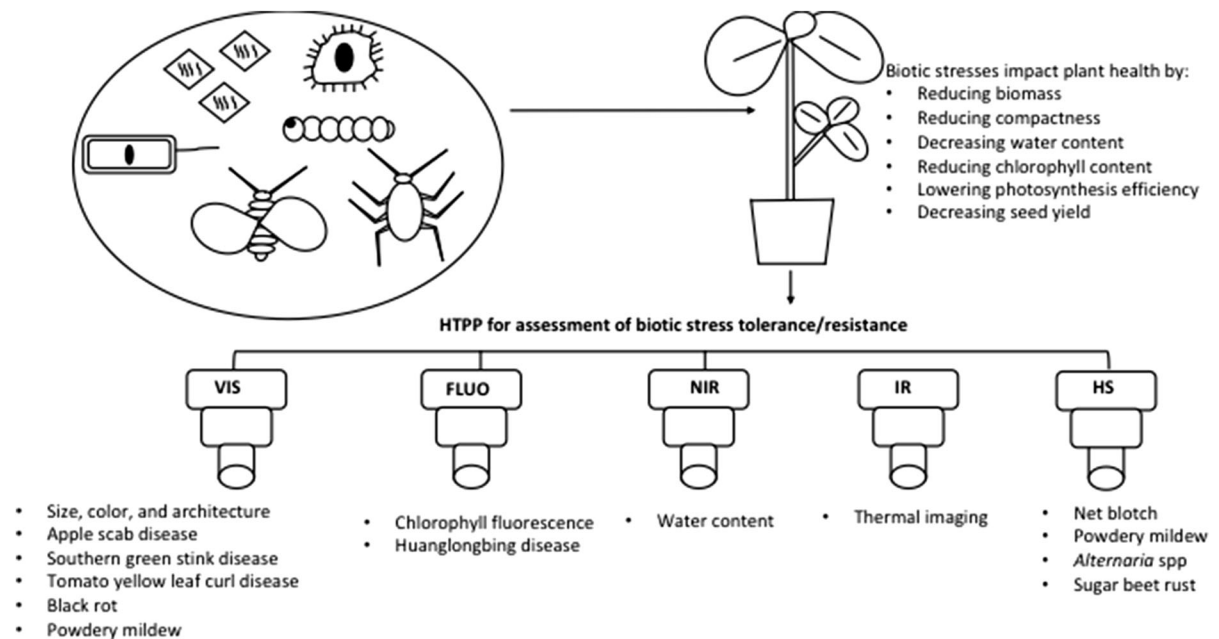 Biotic stresses impact plant health by:
• Reducing biomass
• Reducing compactness
• Decreasing water content
• Reducing chlorophyll content
• Lowering photosynthesis efficiency
• Decreasing seed yield
HTPP for assessment of biotic stress tolerance/resistance
VIS
FLUO
NIR
IR
HS
• Size, color, and architecture
• Apple scab disease
• Southern green stink disease
• Tomato yellow leaf curl disease
• Black rot
• Powdery mildew
• Chlorophyll fluorescence
• Huanglongbing disease
• Water content
• Thermal imaging
• Net blotch
• Powdery mildew
• Alternaria spp
• Sugar beet rust